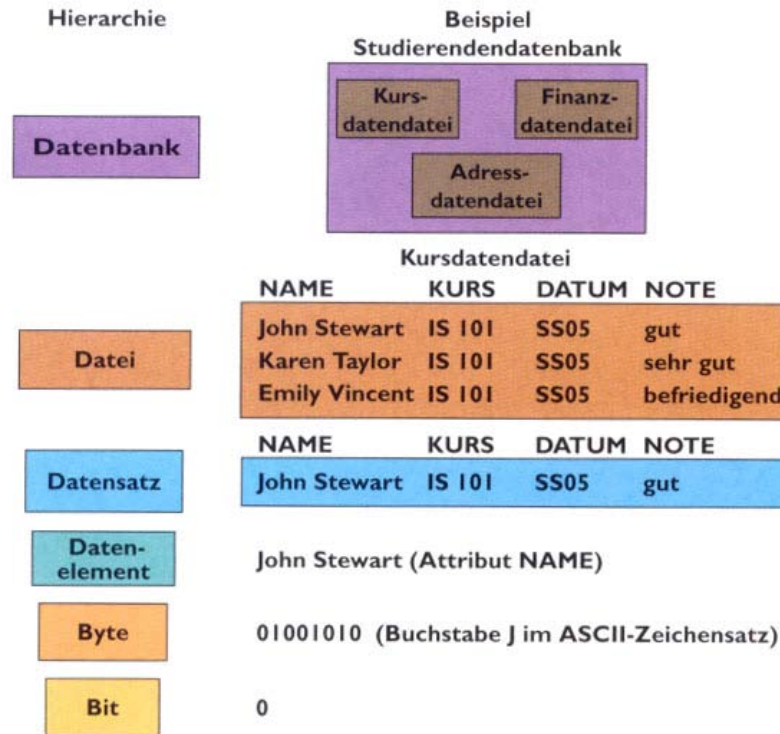 Hierarchie
Beispiel
Studierendendatenbank
Datenbank
Kurs-
datendatei
Finanz-
datendatei
Adress-
datendatei
Kursdatendatei
NAME KURS DATUM NOTE
Datei
John Stewart IS 101 SS05 gut
Karen Taylor IS 101 SS05 sehr gut
Emily Vincent IS 101 SS05 befriedigend
NAME KURS DATUM NOTE
Datensatz
John Stewart IS 101 SS05 gut
Daten-
element
John Stewart (Attribut NAME)
Byte
01001010 (Buchstabe J im ASCII-Zeichensatz)
Bit
0